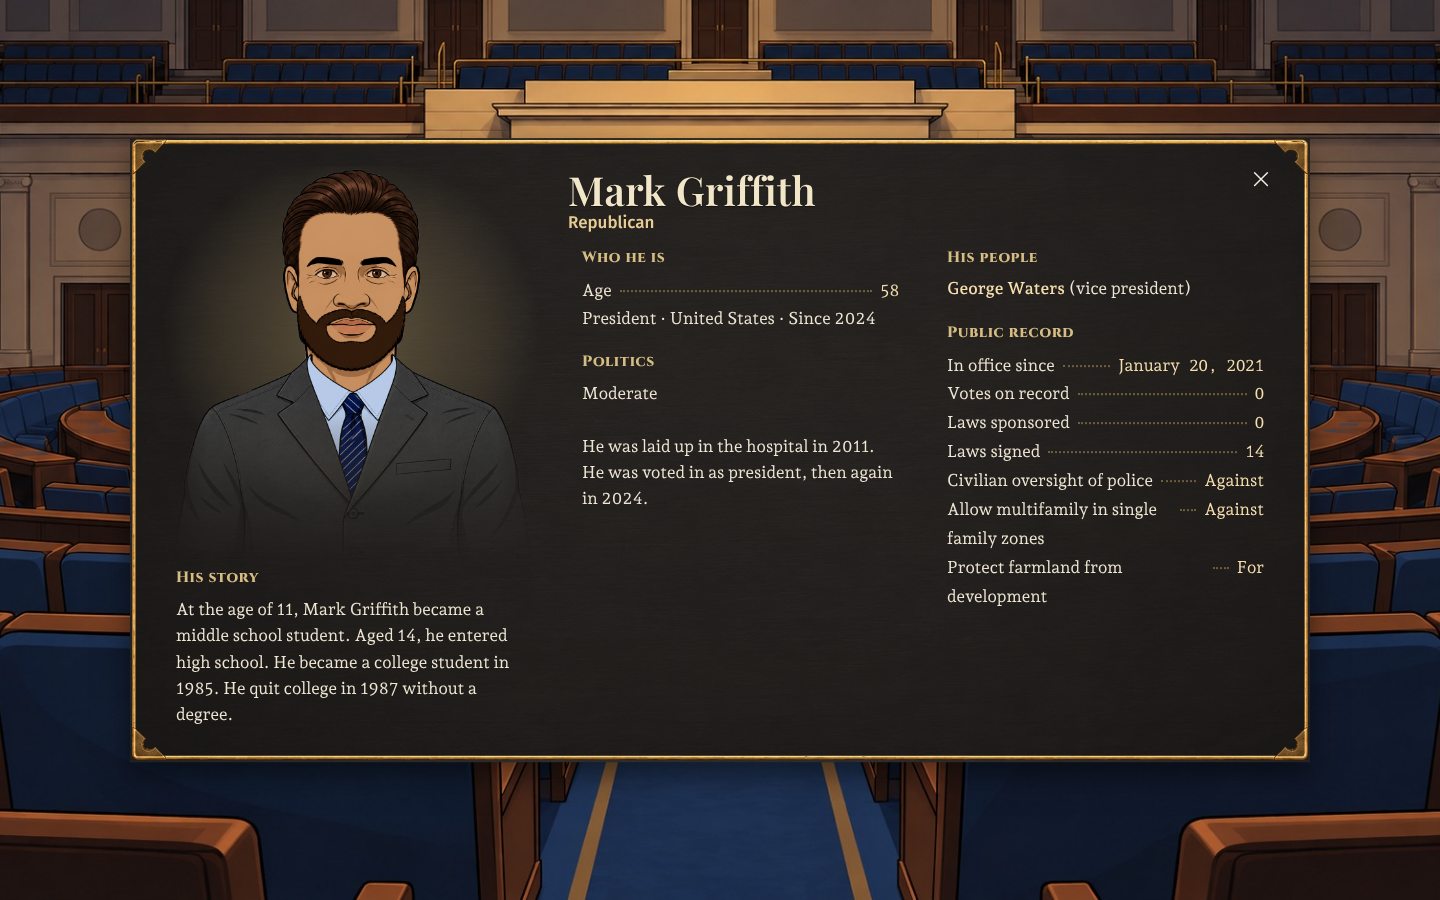 Mark Griffith
Republican
Who he is
Age 58
President · United States · Since 2024
Politics
Moderate
He was laid up in the hospital in 2011.
He was voted in as president, then again
in 2024.
His people
George Waters (vice president)
Public record
In office since January 20, 2021
Votes on record 0
Laws sponsored 0
Laws signed 14
Civilian oversight of police Against
Allow multifamily in single Against
family zones
Protect farmland from For
development
His story
At the age of 11, Mark Griffith became a
middle school student. Aged 14, he entered
high school. He became a college student in
1985. He quit college in 1987 without a
degree.